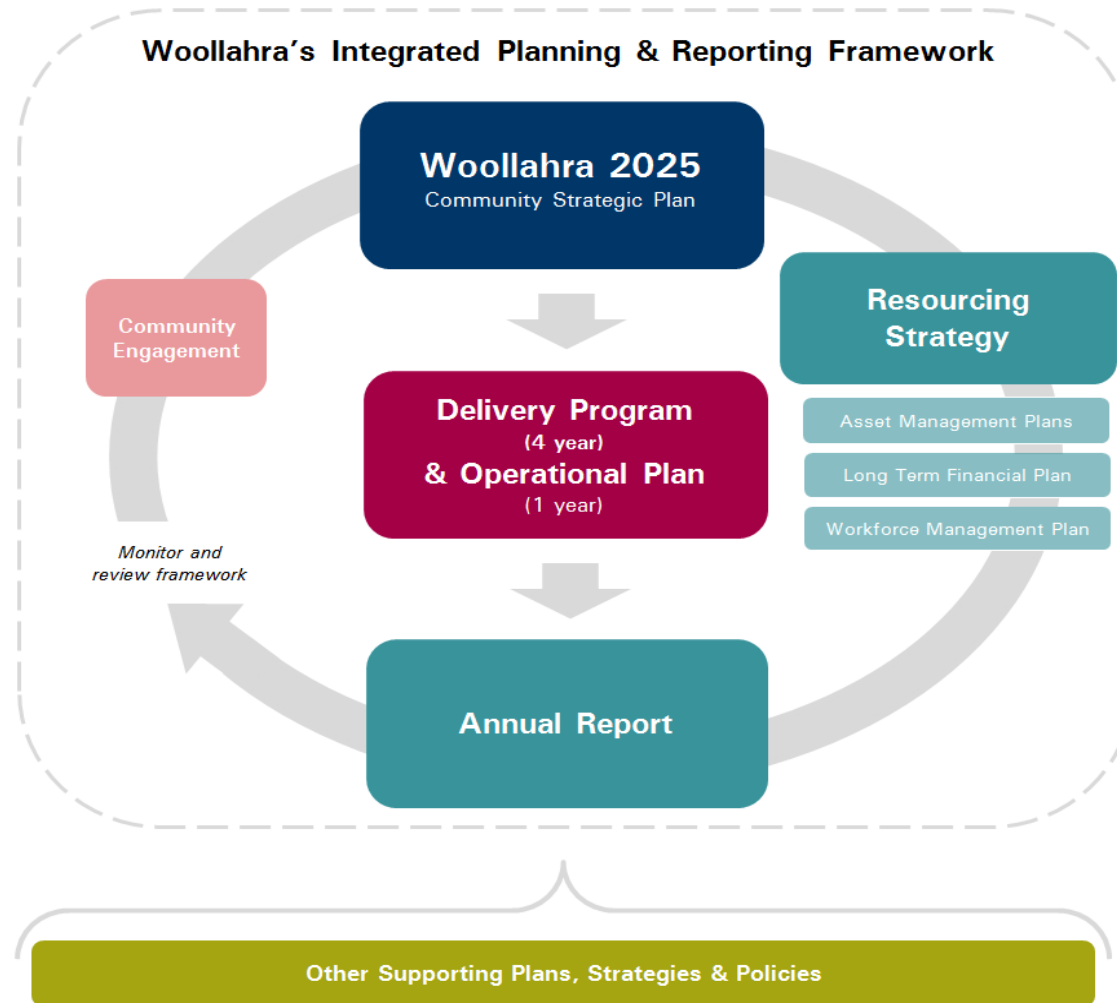 Woollahra’s Integrated Planning & Reporting Framework
Woollahra 2025
Community Strategic Plan
Resourcing
Strategy
Community
Engagement
Delivery Program
(4 year)
& Operational Plan
(1 year)
Asset Management Plans
Long Term Financial Plan
Workforce Management Plan
Monitor and
review framework
Annual Report
Other Supporting Plans, Strategies & Policies